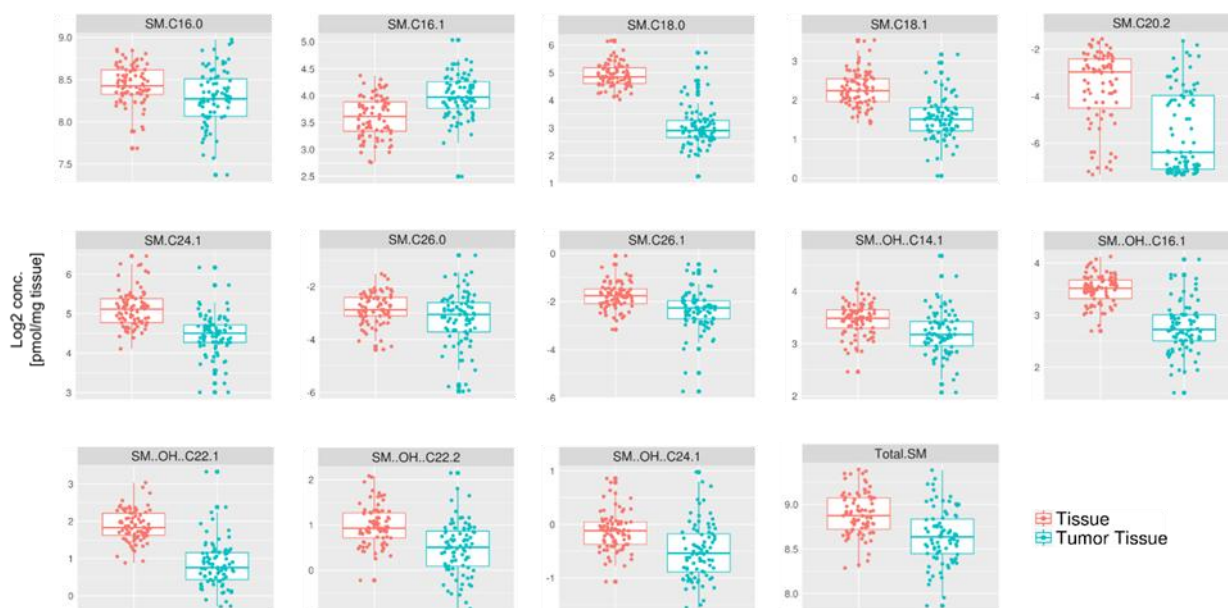 SM.C16.0
SM.C16.1
SM.C18.0
SM.C18.1
SM.C20.2
9.0
8.5
8.0
7.5
5.0
4.5
4.0
3.5
3.0
2.5
6
5
4
3
2
1
3
2
1
0
-2
-4
-6
Log2 conc.
[pmol/mg tissue]
SM.C24.1
SM.C26.0
SM.C26.1
SM..OH..C14.1
SM..OH..C16.1
6
5
4
3
-2
-4
-6
0
-2
-4
-6
4
3
2
4
3
2
SM..OH..C22.1
SM..OH..C22.2
SM..OH..C24.1
Total.SM
3
2
1
0
2
1
0
1
-0
-1
9.0
8.5
8.0
Tissue
Tumor Tissue